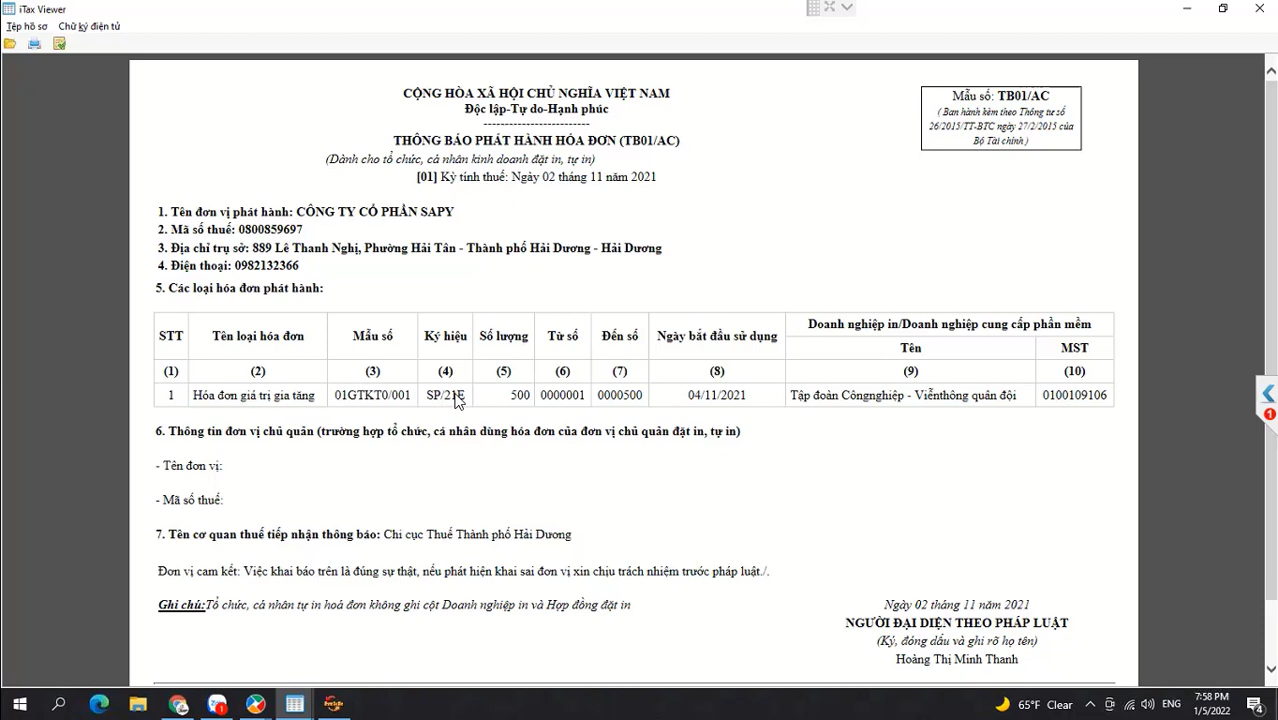 iTax Viewer
Tệp hồ sơ Chữ ký điện tử
CỘNG HÒA XÃ HỘI CHỦ NGHĨA VIỆT NAM
Độc lập-Tự do-Hạnh phúc
------------------------
THÔNG BÁO PHÁT HÀNH HÓA ĐƠN (TB01/AC)
(Dành cho tổ chức, cá nhân kinh doanh đặt in, tự in)
[01] Kỳ tính thuế: Ngày 02 tháng 11 năm 2021
Mẫu số: TB01/AC
( Ban hành kèm theo Thông tư số
26/2015/TT-BTC ngày 27/2/2015 của
Bộ Tài chính )
1. Tên đơn vị phát hành: CÔNG TY CỔ PHẦN SAPY
2. Mã số thuế: 0800859697
3. Địa chỉ trụ sở: 889 Lê Thanh Nghị, Phường Hải Tân - Thành phố Hải Dương - Hải Dương
4. Điện thoại: 0982132366
5. Các loại hóa đơn phát hành:
STT Tên loại hóa đơn Mẫu số Ký hiệu Số lượng Từ số Đến số Ngày bắt đầu sử dụng Doanh nghiệp in/Doanh nghiệp cung cấp phần mềm
Tên MST
(1) (2) (3) (4) (5) (6) (7) (8) (9) (10)
1 Hóa đơn giá trị gia tăng 01GTKT0/001 SP/21E 500 0000001 0000500 04/11/2021 Tập đoàn Côngnghiệp - Viễnthông quân đội 0100109106
6. Thông tin đơn vị chủ quản (trường hợp tổ chức, cá nhân dùng hóa đơn của đơn vị chủ quản đặt in, tự in)
- Tên đơn vị:
- Mã số thuế:
7. Tên cơ quan thuế tiếp nhận thông báo: Chi cục Thuế Thành phố Hải Dương
Đơn vị cam kết: Việc khai báo trên là đúng sự thật, nếu phát hiện khai sai đơn vị xin chịu trách nhiệm trước pháp luật./.
Ghi chú:Tổ chức, cá nhân tự in hoá đơn không ghi cột Doanh nghiệp in và Hợp đồng đặt in
Ngày 02 tháng 11 năm 2021
NGƯỜI ĐẠI DIỆN THEO PHÁP LUẬT
(Ký, đóng dấu và ghi rõ họ tên)
Hoàng Thị Minh Thanh
1
65°F Clear
7:58 PM
1/5/2022
4